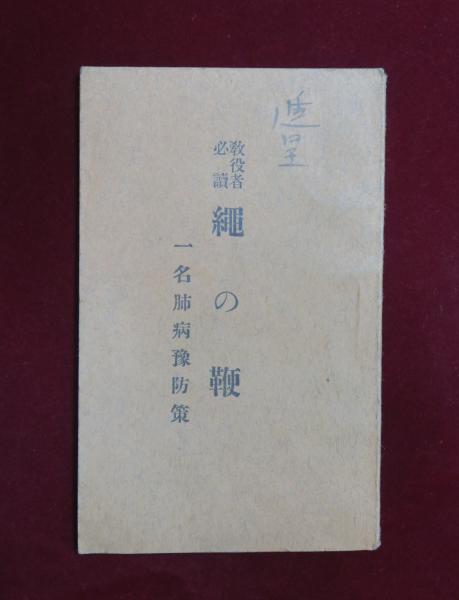 進呈
教役者
必讀
繩の鞭
一名肺病豫防策